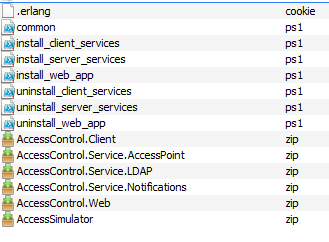 .erlang cookie
common ps1
install_client_services ps1
install_server_services ps1
install_web_app ps1
uninstall_client_services ps1
uninstall_server_services ps1
uninstall_web_app ps1
AccessControl.Client zip
AccessControl.Service.AccessPoint zip
AccessControl.Service.LDAP zip
AccessControl.Service.Notifications zip
AccessControl.Web zip
AccessSimulator zip